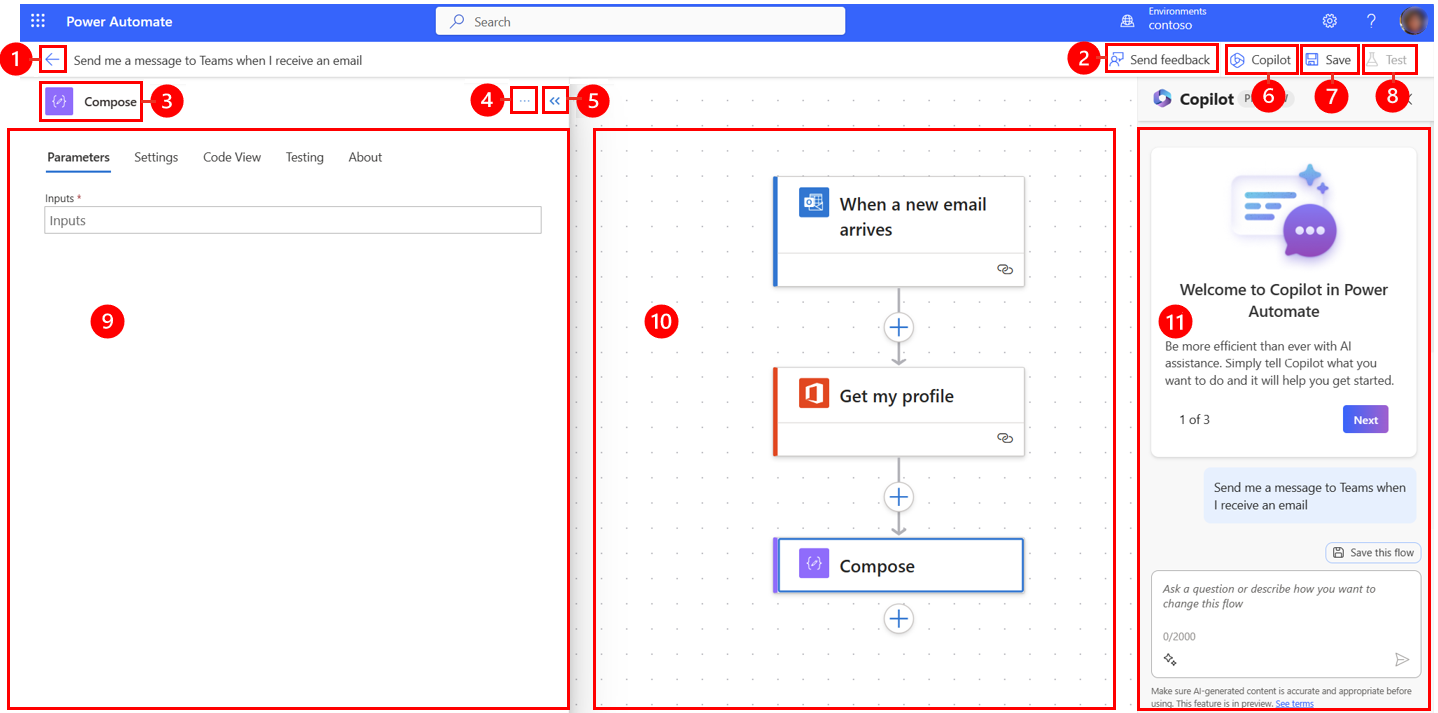 Power Automate
Search
Environments
contoso
?
1
Send me a message to Teams when I receive an email
2
Send feedback
Copilot
Save
Test
Compose
3
4
...
5
6
7
8
Copilot
Parameters
Settings
Code View
Testing
About
Inputs *
Inputs
9
10
When a new email
arrives
Get my profile
Compose
Welcome to Copilot in Power
Automate
11
Be more efficient than ever with AI
assistance. Simply tell Copilot what you
want to do and it will help you get started.
1 of 3
Next
Send me a message to Teams when
I receive an email
Save this flow
Ask a question or describe how you want to
change this flow
0/2000
Make sure AI-generated content is accurate and appropriate before
using. This feature is in preview. See terms